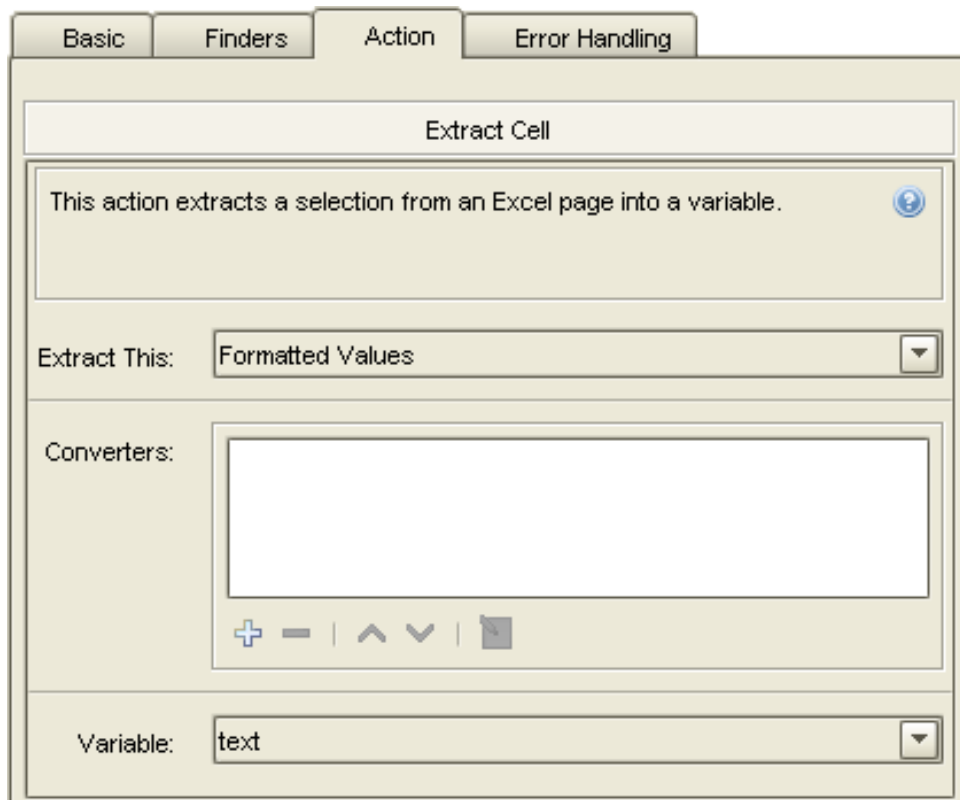 Basic Finders Action Error Handling
Extract Cell
This action extracts a selection from an Excel page into a variable.
Extract This: Formatted Values
Converters:
Variable: text